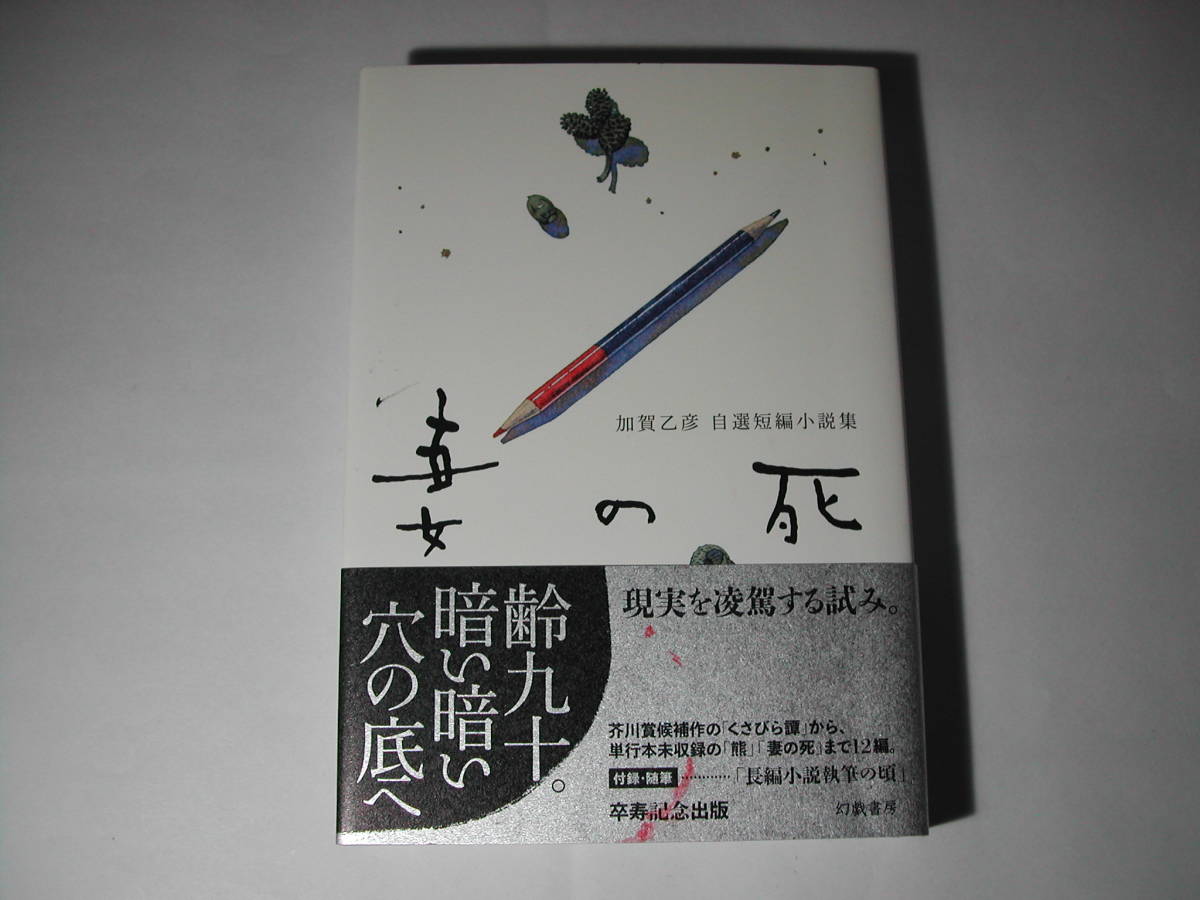 加賀乙彦 自選短編小説集
妻の死
齢九十。
暗い暗い
穴の底へ
現実を凌駕する試み。
芥川賞候補作の「くさびら譚」から、
単行本未収録の「熊」「妻の死」まで12編。
付録・随筆…………「長編小説執筆の頃」
卒寿記念出版
幻戯書房